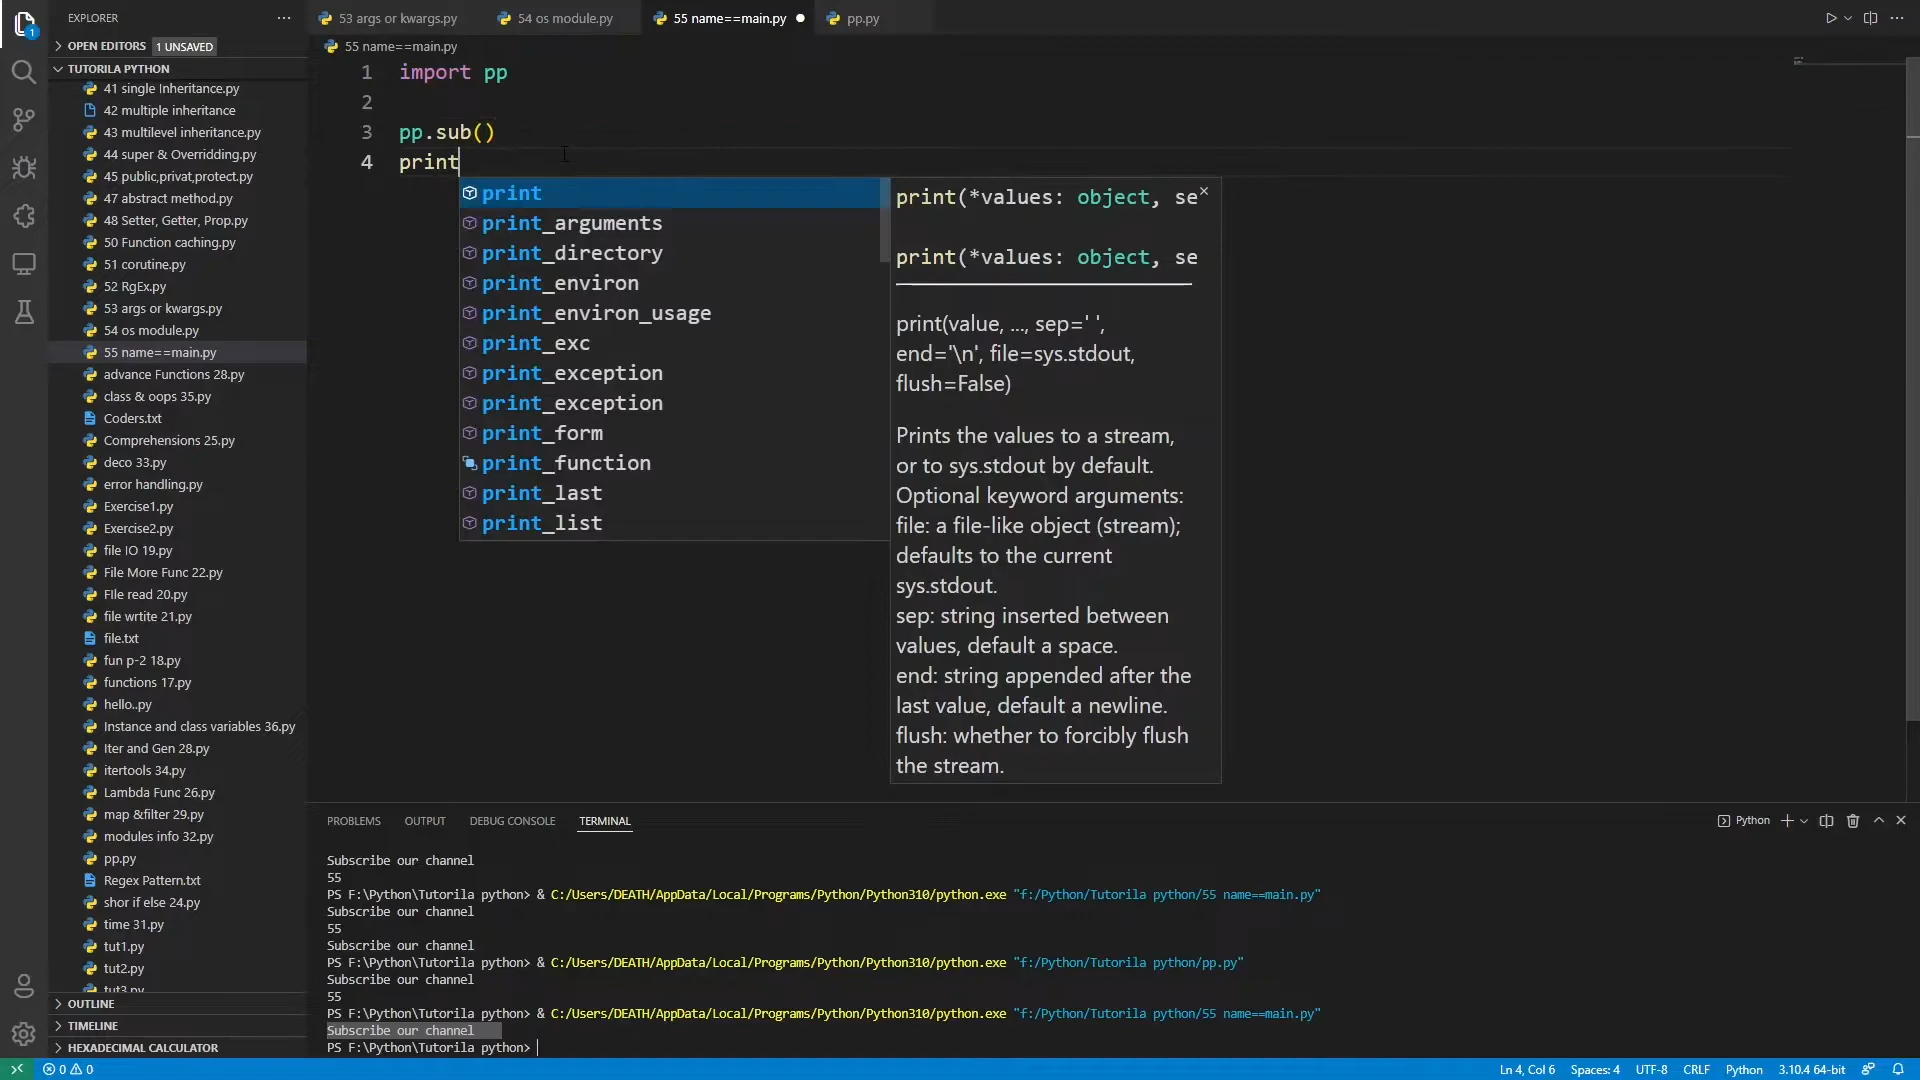 EXPLORER
OPEN EDITORS 1 UNSAVED
TUTORILA PYTHON
41 single Inheritance.py
42 multiple inheritance
43 multilevel inheritance.py
44 super & Overridding.py
45 public,privat,protect.py
47 abstract method.py
48 Setter, Getter, Prop.py
50 Function caching.py
51 corutine.py
52 RgEx.py
53 args or kwargs.py
54 os module.py
55 name==main.py
advance Functions 28.py
class & oops 35.py
Coders.txt
Comprehensions 25.py
deco 33.py
error handling.py
Exercise1.py
Exercise2.py
file IO 19.py
File More Func 22.py
FIle read 20.py
file wrtite 21.py
file.txt
fun p-2 18.py
functions 17.py
hello..py
Instance and class variables 36.py
Iter and Gen 28.py
itertools 34.py
Lambda Func 26.py
map &filter 29.py
modules info 32.py
pp.py
Regex Pattern.txt
shor if else 24.py
time 31.py
tut1.py
tut2.py
tut3.py
OUTLINE
TIMELINE
HEXADECIMAL CALCULATOR
53 args or kwargs.py 54 os module.py 55 name==main.py pp.py
55 name==main.py
1 import pp
2
3 pp.sub()
4 print
print
print_arguments
print_directory
print_environ
print_environ_usage
print_exc
print_exception
print_exception
print_form
print_function
print_last
print_list
print(*values: object, se
print(*values: object, se
print(value, ..., sep=' ',
end='\n', file=sys.stdout,
flush=False)
Prints the values to a stream,
or to sys.stdout by default.
Optional keyword arguments:
file: a file-like object (stream);
defaults to the current
sys.stdout.
sep: string inserted between
values, default a space.
end: string appended after the
last value, default a newline.
flush: whether to forcibly flush
the stream.
PROBLEMS OUTPUT DEBUG CONSOLE TERMINAL Python
Subscribe our channel
55
PS F:\Python\Tutorila python> & C:/Users/DEATH/AppData/Local/Programs/Python/Python310/python.exe "f:/Python/Tutorila python/55 name==main.py"
Subscribe our channel
55
Subscribe our channel
PS F:\Python\Tutorila python> & C:/Users/DEATH/AppData/Local/Programs/Python/Python310/python.exe "f:/Python/Tutorila python/pp.py"
Subscribe our channel
55
PS F:\Python\Tutorila python> & C:/Users/DEATH/AppData/Local/Programs/Python/Python310/python.exe "f:/Python/Tutorila python/55 name==main.py"
Subscribe our channel
PS F:\Python\Tutorila python>
1
0 0 Ln 4, Col 6 Spaces: 4 UTF-8 CRLF Python 3.10.4 64-bit